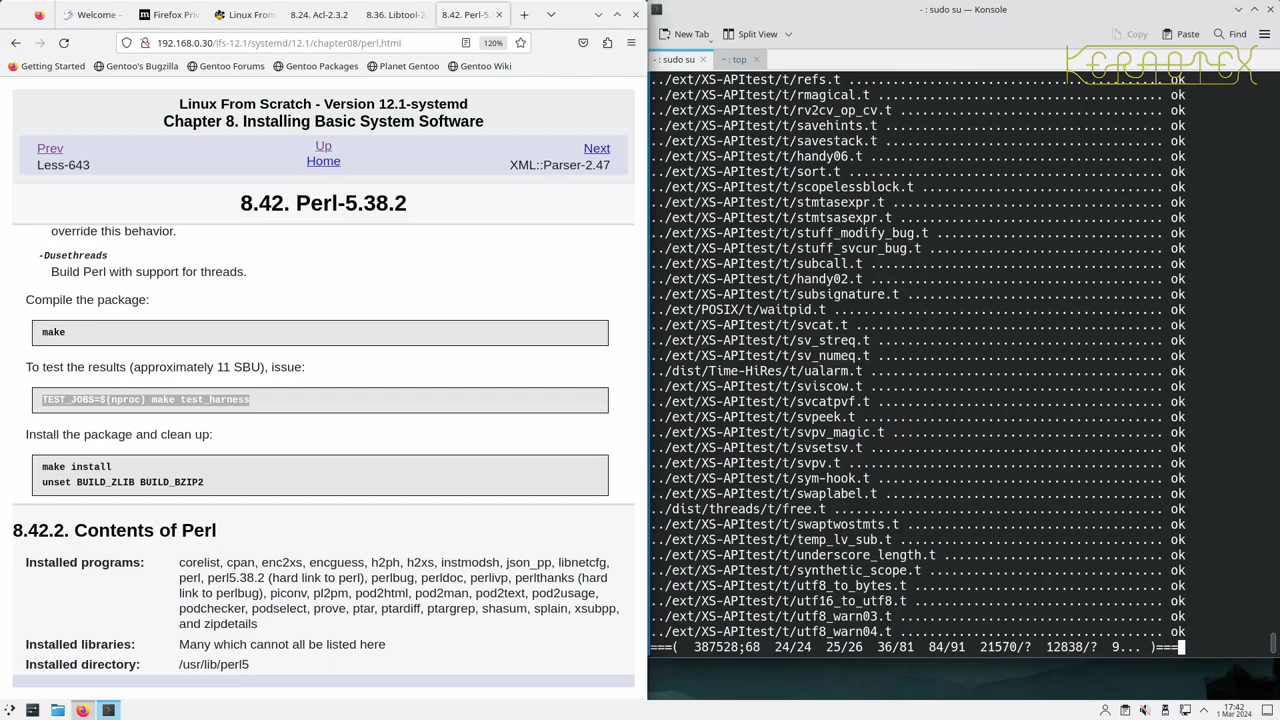 Welcome –
Firefox Priv
Linux From
8.24. Acl-2.3.2
8.36. Libtool-2.
8.42. Perl-5.
192.168.0.30/lfs-12.1/systemd/12.1/chapter08/perl.html
120%
Getting Started
Gentoo's Bugzilla
Gentoo Forums
Gentoo Packages
Planet Gentoo
Gentoo Wiki
Linux From Scratch - Version 12.1-systemd
Chapter 8. Installing Basic System Software
Prev
Up
Next
Less-643
Home
XML::Parser-2.47
8.42. Perl-5.38.2
override this behavior.
-Dusethreads
Build Perl with support for threads.
Compile the package:
make
To test the results (approximately 11 SBU), issue:
TEST_JOBS=$(nproc) make test_harness
Install the package and clean up:
make install
unset BUILD_ZLIB BUILD_BZIP2
8.42.2. Contents of Perl
Installed programs:
corelist, cpan, enc2xs, encguess, h2ph, h2xs, instmodsh, json_pp, libnetcfg,
perl, perl5.38.2 (hard link to perl), perlbug, perldoc, perlivp, perlthanks (hard
link to perlbug), piconv, pl2pm, pod2html, pod2man, pod2text, pod2usage,
podchecker, podselect, prove, ptar, ptardiff, ptargrep, shasum, splain, xsubpp,
and zipdetails
Installed libraries:
Many which cannot all be listed here
Installed directory:
/usr/lib/perl5
- : sudo su — Konsole
New Tab
Split View
Copy
Paste
Find
- : sudo su
~ : top
KERNOTEX
../ext/XS-APItest/t/refs.t ......................................... ok
../ext/XS-APItest/t/rmagical.t ..................................... ok
../ext/XS-APItest/t/rv2cv_op_cv.t .................................. ok
../ext/XS-APItest/t/savehints.t .................................... ok
../ext/XS-APItest/t/savestack.t .................................... ok
../ext/XS-APItest/t/handy06.t ...................................... ok
../ext/XS-APItest/t/sort.t ......................................... ok
../ext/XS-APItest/t/scopelessblock.t ............................... ok
../ext/XS-APItest/t/stmtasexpr.t ................................... ok
../ext/XS-APItest/t/stmtsasexpr.t .................................. ok
../ext/XS-APItest/t/stuff_modify_bug.t ............................. ok
../ext/XS-APItest/t/stuff_svcur_bug.t .............................. ok
../ext/XS-APItest/t/subcall.t ...................................... ok
../ext/XS-APItest/t/handy02.t ...................................... ok
../ext/XS-APItest/t/subsignature.t ................................. ok
../ext/POSIX/t/waitpid.t ........................................... ok
../ext/XS-APItest/t/svcat.t ........................................ ok
../ext/XS-APItest/t/sv_streq.t ..................................... ok
../ext/XS-APItest/t/sv_numeq.t ..................................... ok
../dist/Time-HiRes/t/ualarm.t ...................................... ok
../ext/XS-APItest/t/sviscow.t ...................................... ok
../ext/XS-APItest/t/svcatpvf.t ..................................... ok
../ext/XS-APItest/t/svpeek.t ....................................... ok
../ext/XS-APItest/t/svpv_magic.t ................................... ok
../ext/XS-APItest/t/svsetsv.t ...................................... ok
../ext/XS-APItest/t/svpv.t ......................................... ok
../ext/XS-APItest/t/sym-hook.t ..................................... ok
../ext/XS-APItest/t/swaplabel.t .................................... ok
../dist/threads/t/free.t ........................................... ok
../ext/XS-APItest/t/swaptwostmts.t ................................. ok
../ext/XS-APItest/t/temp_lv_sub.t .................................. ok
../ext/XS-APItest/t/underscore_length.t ............................ ok
../ext/XS-APItest/t/synthetic_scope.t .............................. ok
../ext/XS-APItest/t/utf8_to_bytes.t ................................ ok
../ext/XS-APItest/t/utf16_to_utf8.t ................................ ok
../ext/XS-APItest/t/utf8_warn03.t .................................. ok
../ext/XS-APItest/t/utf8_warn04.t .................................. ok
===(  387528;68  24/24  25/26  36/81  84/91  21570/?  12838/?  9... )===
17:42
1 Mar 2024